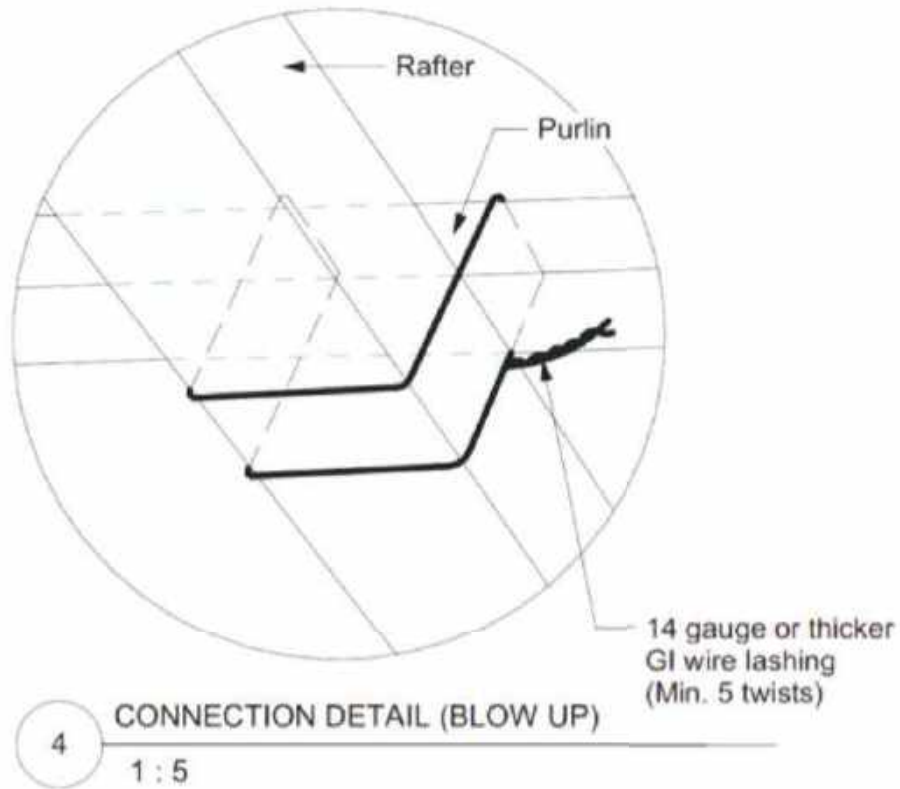 Rafter
Purlin
14 gauge or thicker
GI wire lashing
(Min. 5 twists)
CONNECTION DETAIL (BLOW UP)
4
1 : 5